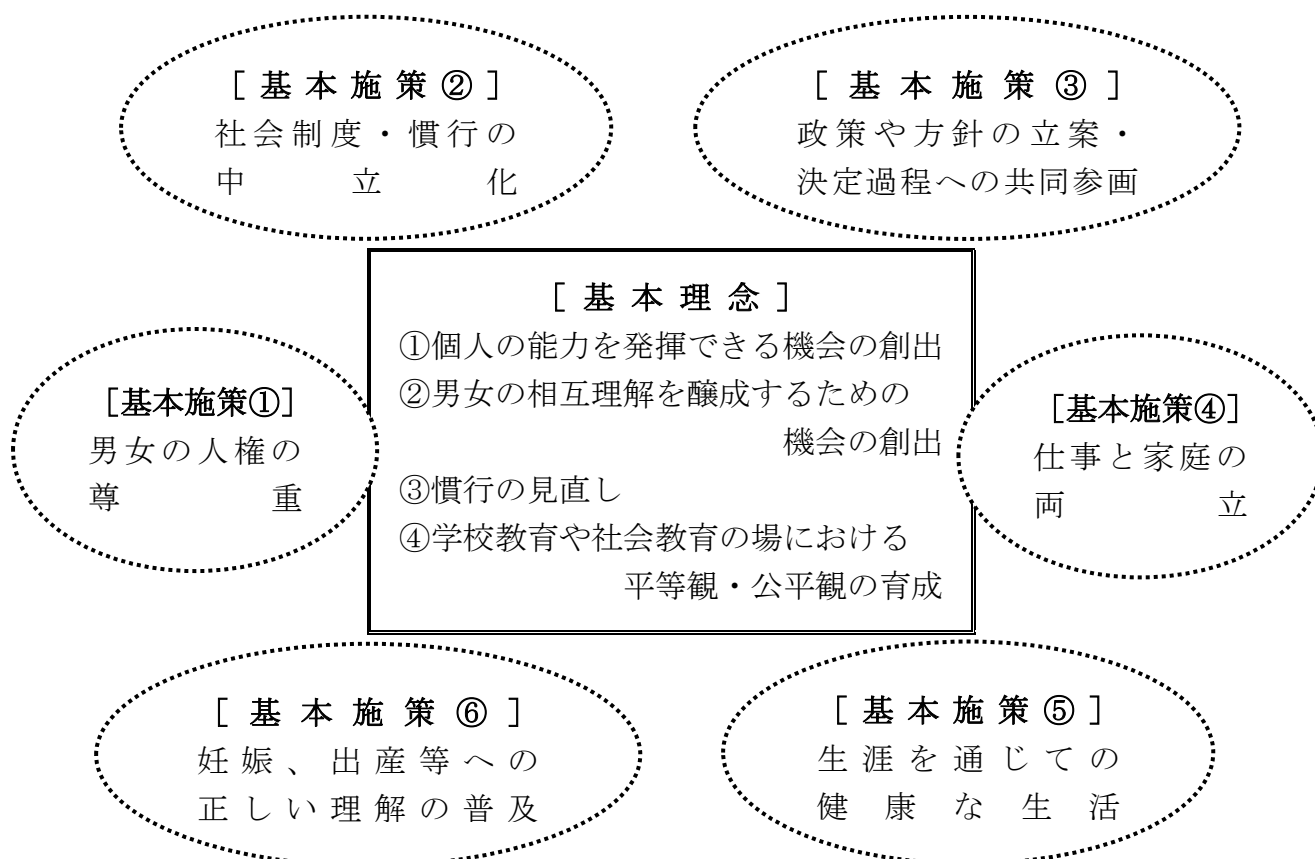 [基本施策②]
社会制度・慣行の
中立化
[基本施策③]
政策や方針の立案・
決定過程への共同参画
[基本理念]
①個人の能力を発揮できる機会の創出
②男女の相互理解を醸成するための
機会の創出
③慣行の見直し
④学校教育や社会教育の場における
平等観・公平観の育成
[基本施策①]
男女の人権の
尊重
[基本施策④]
仕事と家庭の
両立
[基本施策⑥]
妊娠、出産等への
正しい理解の普及
[基本施策⑤]
生涯を通じての
健康な生活